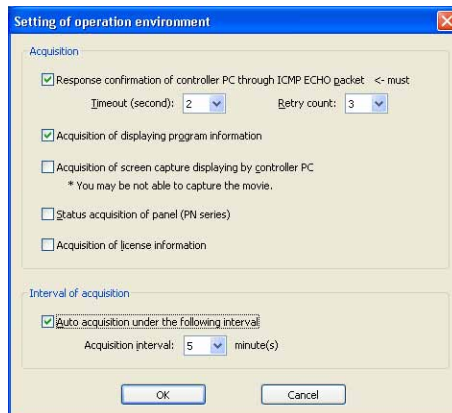 Setting of operation environment
Acquisition
Response confirmation of controller PC through ICMP ECHO packet <- must
Timeout (second): 2 Retry count: 3
Acquisition of displaying program information
Acquisition of screen capture displaying by controller PC
* You may be not able to capture the movie.
Status acquisition of panel (PN series)
Acquisition of license information
Interval of acquisition
Auto acquisition under the following interval
Acquisition interval: 5 minute(s)
OK Cancel